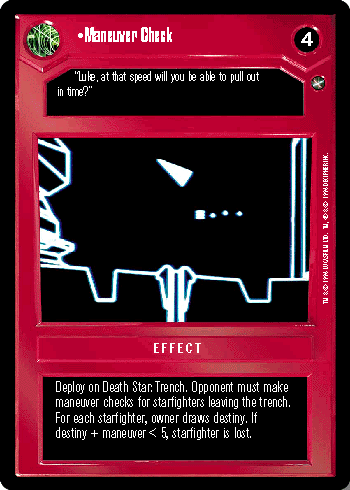 •Maneuver Check
4
"Luke, at that speed will you be able to pull out
in time?"
EFFECT
Deploy on Death Star: Trench. Opponent must make
maneuver checks for starfighters leaving the trench.
For each starfighter, owner draws destiny. If
destiny + maneuver < 5, starfighter is lost.